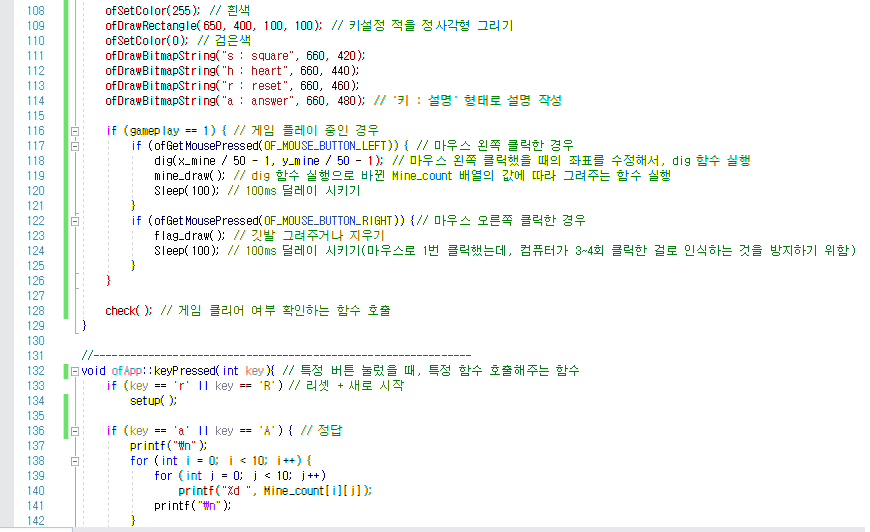 108 ofSetColor(255); // 흰색
109 ofDrawRectangle(650, 400, 100, 100); // 키설정 적을 정사각형 그리기
110 ofSetColor(0); // 검은색
111 ofDrawBitmapString("s : square", 660, 420);
112 ofDrawBitmapString("h : heart", 660, 440);
113 ofDrawBitmapString("r : reset", 660, 460);
114 ofDrawBitmapString("a : answer", 660, 480); // '키 : 설명' 형태로 설명 작성
115
116 if (gameplay == 1) { // 게임 플레이 중인 경우
117 if (ofGetMousePressed(OF_MOUSE_BUTTON_LEFT)) { // 마우스 왼쪽 클릭한 경우
118 dig(x_mine / 50 - 1, y_mine / 50 - 1); // 마우스 왼쪽 클릭했을 때의 좌표를 수정해서, dig 함수 실행
119 mine_draw(); // dig 함수 실행으로 바뀐 Mine_count 배열의 값에 따라 그려주는 함수 실행
120 Sleep(100); // 100ms 딜레이 시키기
121 }
122 if (ofGetMousePressed(OF_MOUSE_BUTTON_RIGHT)) {// 마우스 오른쪽 클릭한 경우
123 flag_draw(); // 깃발 그려주거나 지우기
124 Sleep(100); // 100ms 딜레이 시키기(마우스로 1번 클릭했는데, 컴퓨터가 3~4회 클릭한 걸로 인식하는 것을 방지하기 위함)
125 }
126 }
127
128 check(); // 게임 클리어 여부 확인하는 함수 호출
129 }
130
131 //--------------------------------------------------------------
132 void ofApp::keyPressed(int key){ // 특정 버튼 눌렀을 때, 특정 함수 호출해주는 함수
133 if (key == 'r' || key == 'R') // 리셋 + 새로 시작
134 setup();
135
136 if (key == 'a' || key == 'A') { // 정답
137 printf("₩n");
138 for (int i = 0; i < 10; i++) {
139 for (int j = 0; j < 10; j++)
140 printf("%d ", Mine_count[i][j]);
141 printf("₩n");
142 }